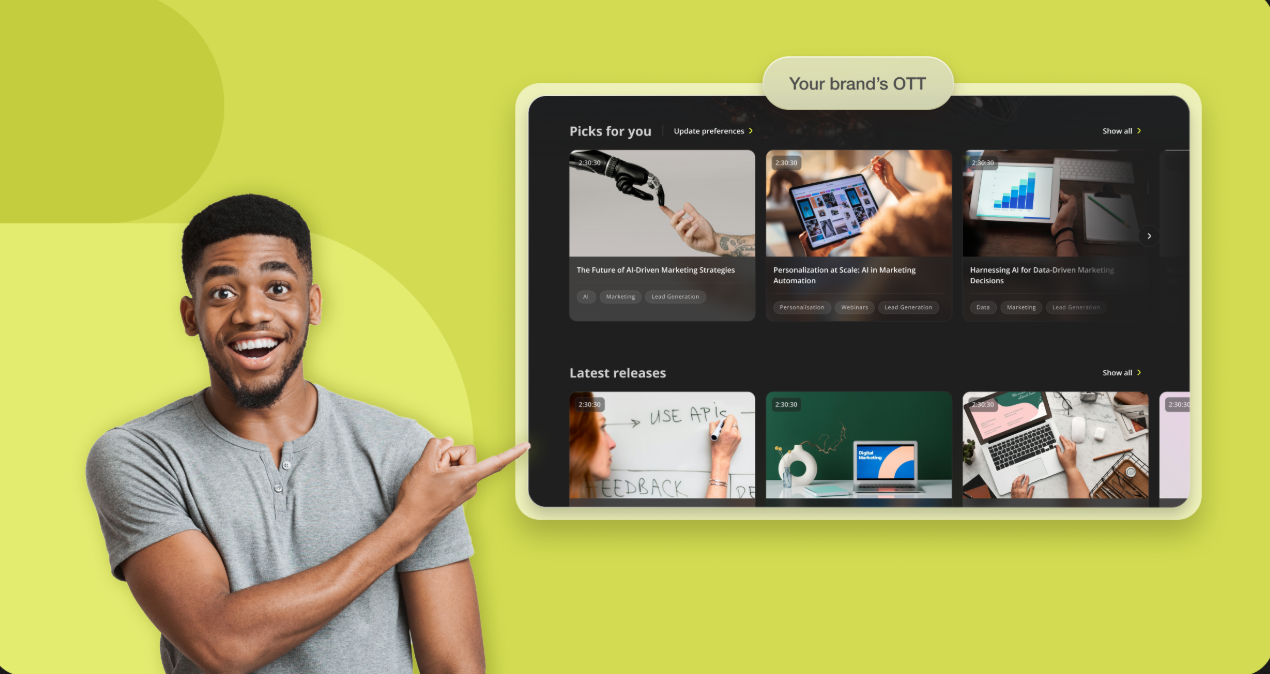 Your brand's OTT
Picks for you
Update preferences
Show all
2:30:30
2:30:30
2:30:30
The Future of AI-Driven Marketing Strategies
Personalization at Scale: AI in Marketing
Automation
Harnessing AI for Data-Driven Marketing
Decisions
AI
Marketing
Lead Generation
Personalisation
Webinars
Lead Generation
Data
Marketing
Lead Generation
Latest releases
Show all
2:30:30
2:30:30
2:30:30
2:30:30
USE APIs
FEEDBACK
DE
Digital
Marketing